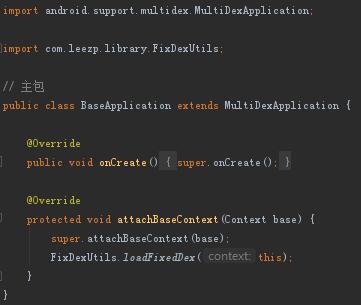 import android.support.multidex.MultiDexApplication;
import com.leezp.library.FixDexUtils;
// 主包
public class BaseApplication extends MultiDexApplication {
@Override
public void onCreate() { super.onCreate(); }
@Override
protected void attachBaseContext(Context base) {
super.attachBaseContext(base);
FixDexUtils.loadFixedDex( context: this);
}
}